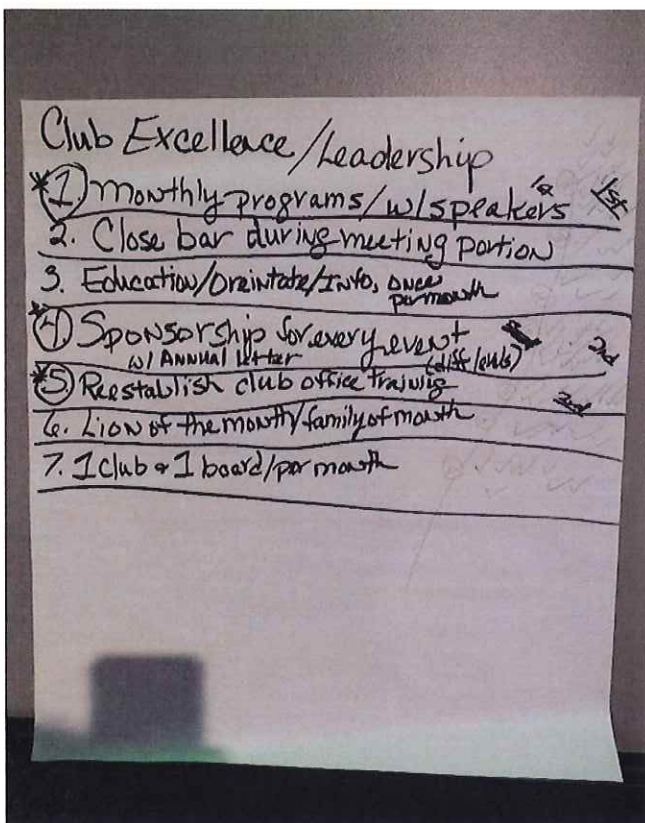 Club Excellence/Leadership
*1. Monthly programs/w/speakers 1st
2. Close bar during meeting portion
3. Education/Oreintate/Info, once
per month
*4 Sponsorship for every event 2nd
w/ Annual letter (diff levels)
*5 Reestablish club office training
6. Lion of the month/family of month
7. 1 club & 1 board/per month